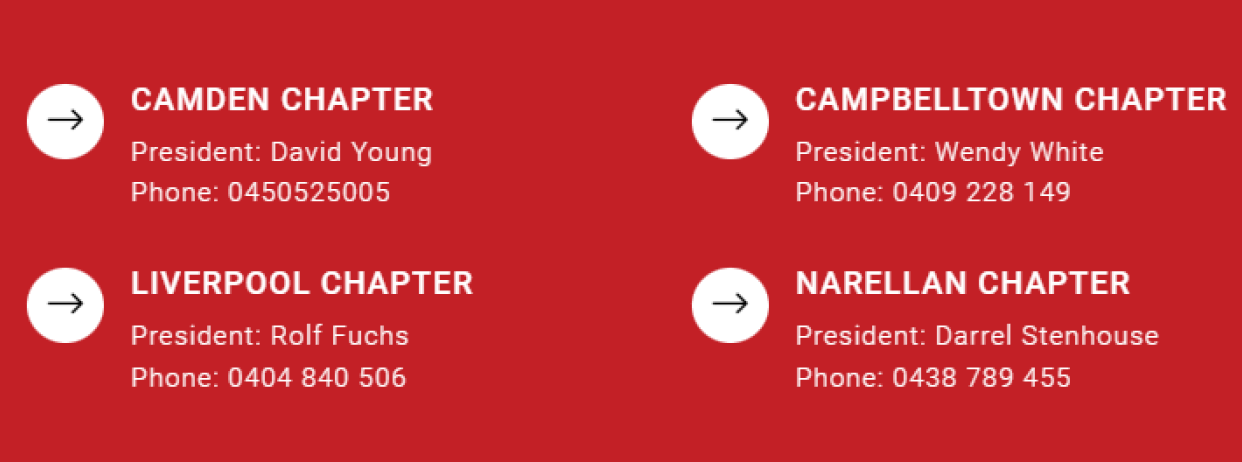 CAMDEN CHAPTER
President: David Young
Phone: 0450525005
CAMPBELLTOWN CHAPTER
President: Wendy White
Phone: 0409 228 149
LIVERPOOL CHAPTER
President: Rolf Fuchs
Phone: 0404 840 506
NARELLAN CHAPTER
President: Darrel Stenhouse
Phone: 0438 789 455